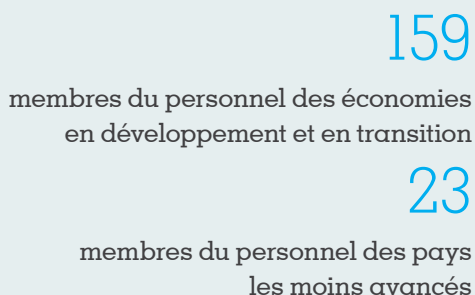 159
membres du personnel des économies
en développement et en transition
23
membres du personnel des pays
les moins avancés